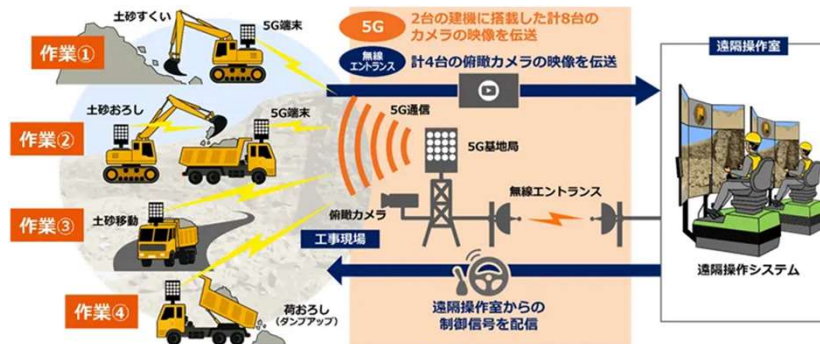 作業①
土砂すくい
5G端末
5G
2台の建機に搭載した計8台の
カメラの映像を伝送
無線
エントランス
計4台の俯瞰カメラの映像を伝送
遠隔操作室
作業②
土砂おろし
5G端末
5G通信
5G基地局
作業③
土砂移動
俯瞰カメラ
工事現場
無線エントランス
遠隔操作システム
作業④
荷おろし
(ダンプアップ)
遠隔操作室からの
制御信号を配信